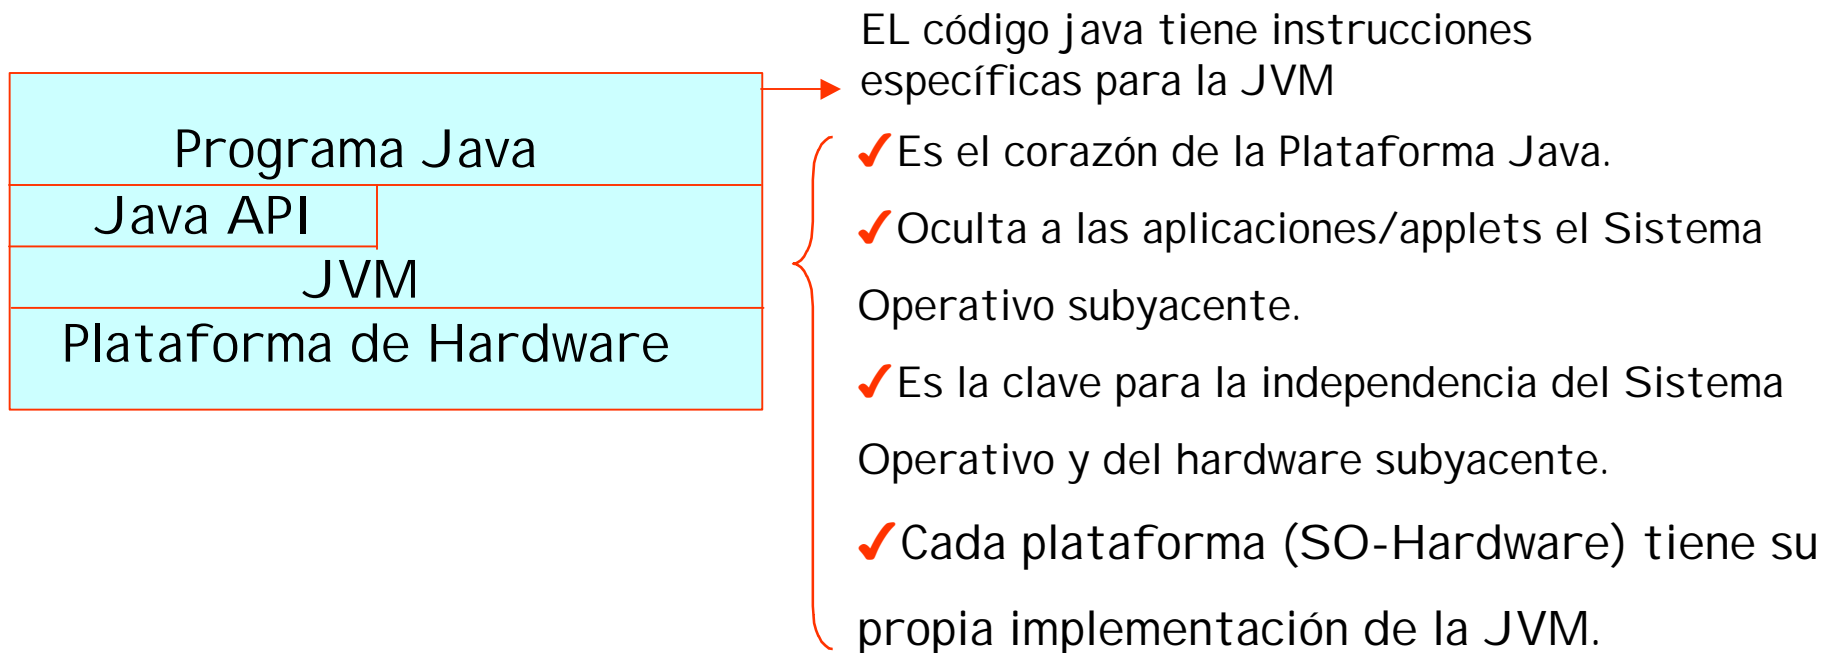 EL código java tiene instrucciones
específicas para la JVM
Programa Java
Java API
JVM
Plataforma de Hardware
✔Es el corazón de la Plataforma Java.
✔Oculta a las aplicaciones/applets el Sistema
Operativo subyacente.
✔Es la clave para la independencia del Sistema
Operativo y del hardware subyacente.
✔Cada plataforma (SO-Hardware) tiene su
propia implementación de la JVM.